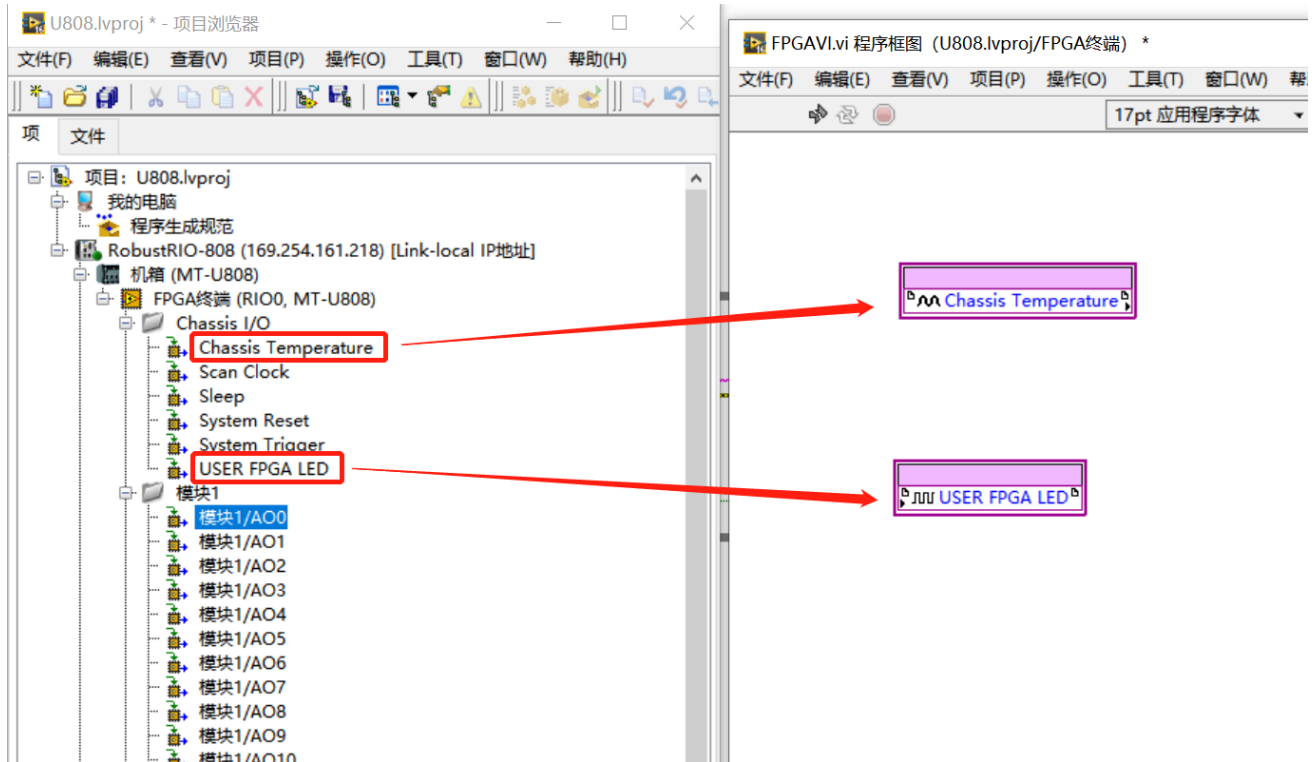 U808.lvproj * - 项目浏览器
文件(F) 编辑(E) 查看(V) 项目(P) 操作(O) 工具(T) 窗口(W) 帮助(H)
项 文件
项目：U808.lvproj
我的电脑
程序生成规范
RobustRIO-808 (169.254.161.218) [Link-local IP地址]
机箱 (MT-U808)
FPGA终端 (RIO0, MT-U808)
Chassis I/O
Chassis Temperature
Scan Clock
Sleep
System Reset
System Trigger
USER FPGA LED
模块1
模块1/AO0
模块1/AO1
模块1/AO2
模块1/AO3
模块1/AO4
模块1/AO5
模块1/AO6
模块1/AO7
模块1/AO8
模块1/AO9
模块1/AO10
FPGAVI.vi 程序框图（U808.lvproj/FPGA终端） *
文件(F) 编辑(E) 查看(V) 项目(P) 操作(O) 工具(T) 窗口(W) 帮
17pt 应用程序字体
Chassis Temperature
USER FPGA LED